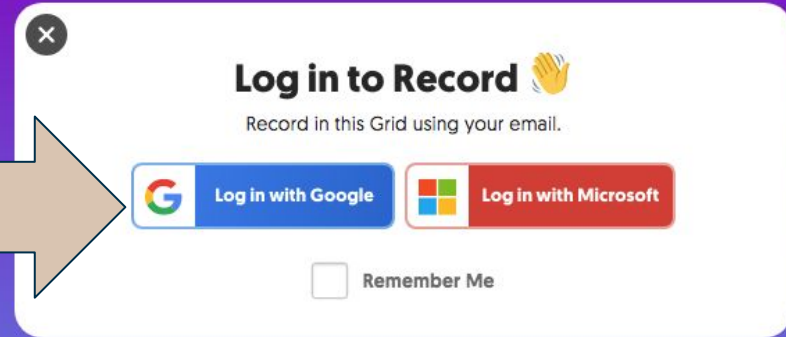 Log in to Record 👋
Record in this Grid using your email.
Log in with Google
Log in with Microsoft
Remember Me